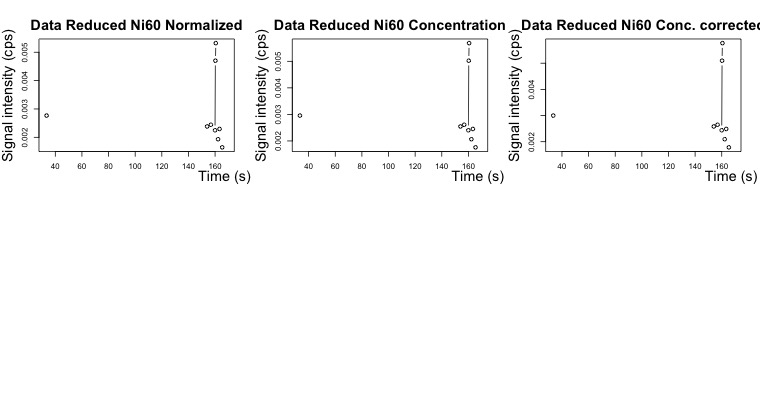 Data Reduced Ni60 Normalized
Signal intensity (cps)
0.005
0.004
0.003
0.002
40 60 80 100 120 140 160
Time (s)
Data Reduced Ni60 Concentration
Signal intensity (cps)
0.005
0.004
0.003
0.002
40 60 80 100 120 140 160
Time (s)
Data Reduced Ni60 Conc. corrected
Signal intensity (cps)
0.004
0.002
40 60 80 100 120 140 160
Time (s)